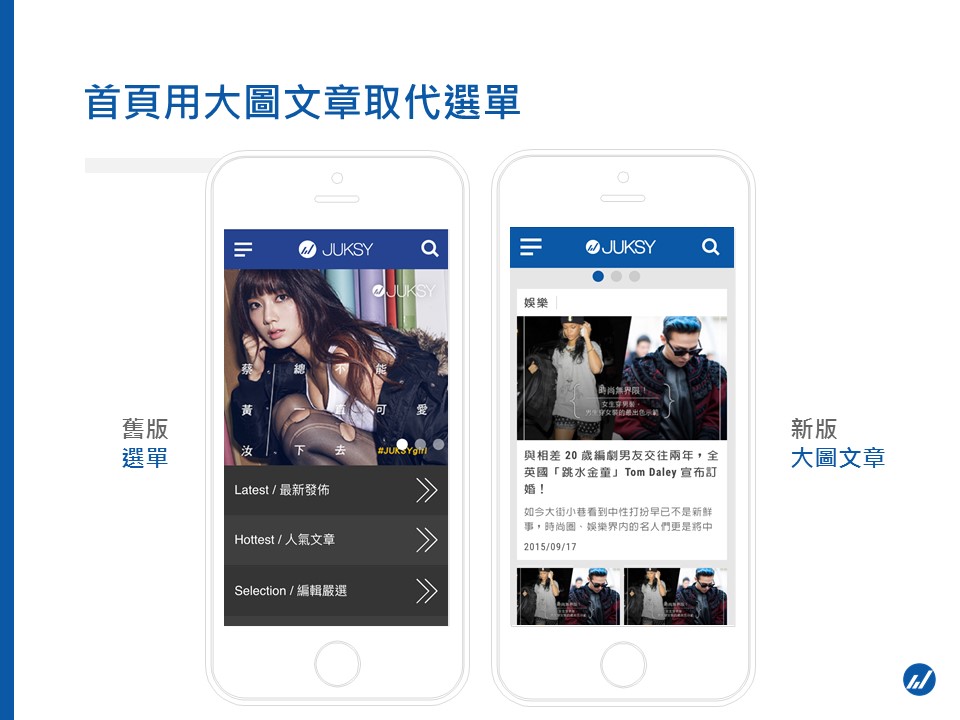 首頁用大圖文章取代選單
舊版
選單
JUKSY
JUKSY
蔡 總 不 能
黃 一 直 可 愛
汝 下 去
#JUKSYgirl
Latest / 最新發佈
Hottest / 人氣文章
Selection / 編輯嚴選
JUKSY
娛樂
時尚無界限!
女生穿男裝、
男生穿女裝的最出色示範
與相差 20 歲編劇男友交往兩年,全
英國「跳水金童」Tom Daley 宣布訂
婚!
如今大街小巷看到中性打扮早已不是新鮮
事,時尚圈、娛樂界內的名人們更是將中
2015/09/17
新版
大圖文章